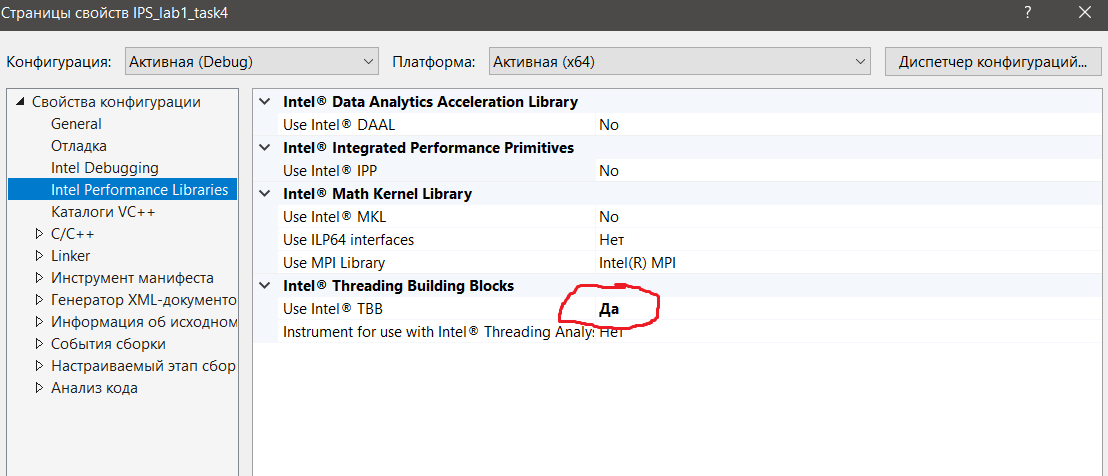 Страницы свойств IPS_lab1_task4 ? ×
Конфигурация: Активная (Debug) Платформа: Активная (x64) Диспетчер конфигураций...
Свойства конфигурации
General
Отладка
Intel Debugging
Intel Performance Libraries
Каталоги VC++
C/C++
Linker
Инструмент манифеста
Генератор XML-документо
Информация об исходном
События сборки
Настраиваемый этап сбор
Анализ кода
Intel® Data Analytics Acceleration Library
Use Intel® DAAL No
Intel® Integrated Performance Primitives
Use Intel® IPP No
Intel® Math Kernel Library
Use Intel® MKL No
Use ILP64 interfaces Нет
Use MPI Library Intel(R) MPI
Intel® Threading Building Blocks
Use Intel® TBB Да
Instrument for use with Intel® Threading Analys Нет